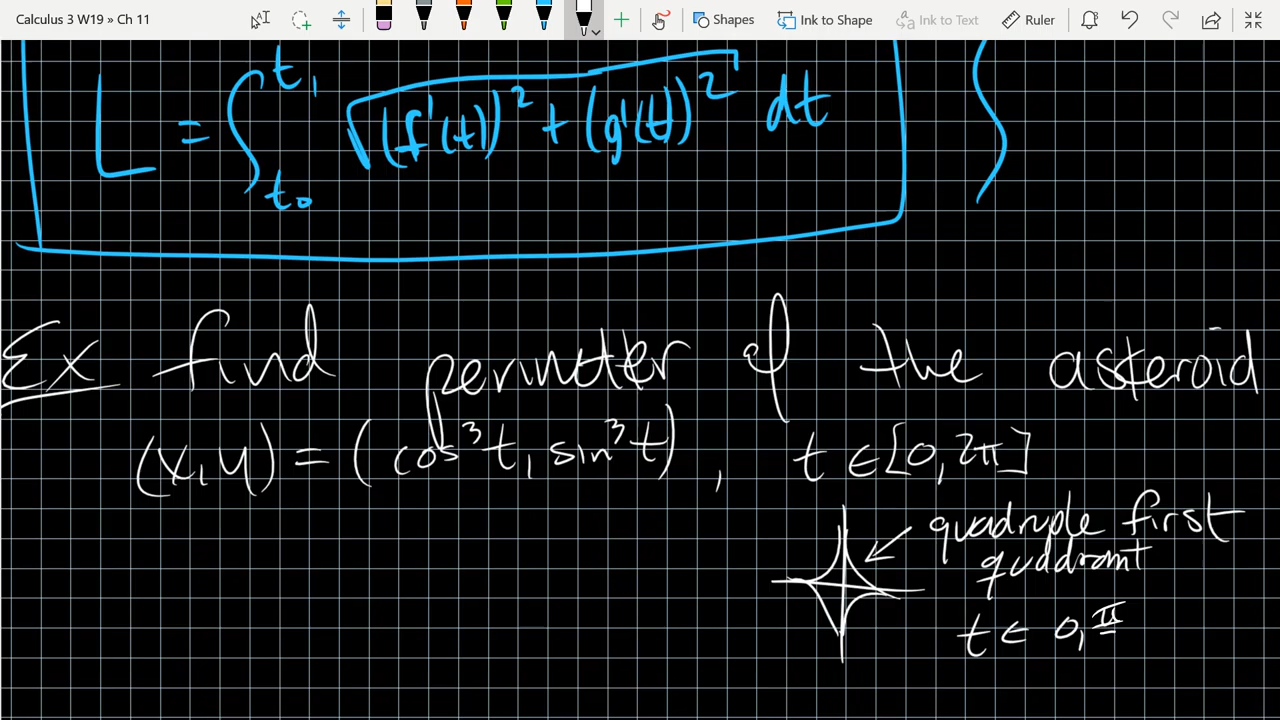 Calculus 3 W19 » Ch 11
Shapes
Ink to Shape
Ink to Text
Ruler
L = ∫_{t₀}^{t₁} √((f'(t))² + (g'(t))²) dt
Ex find perimeter of the asteroid
(x,y) = (cos³t, sin³t), t ∈ [0, 2π]
quadruple first
quadrant
t ∈ 0, π